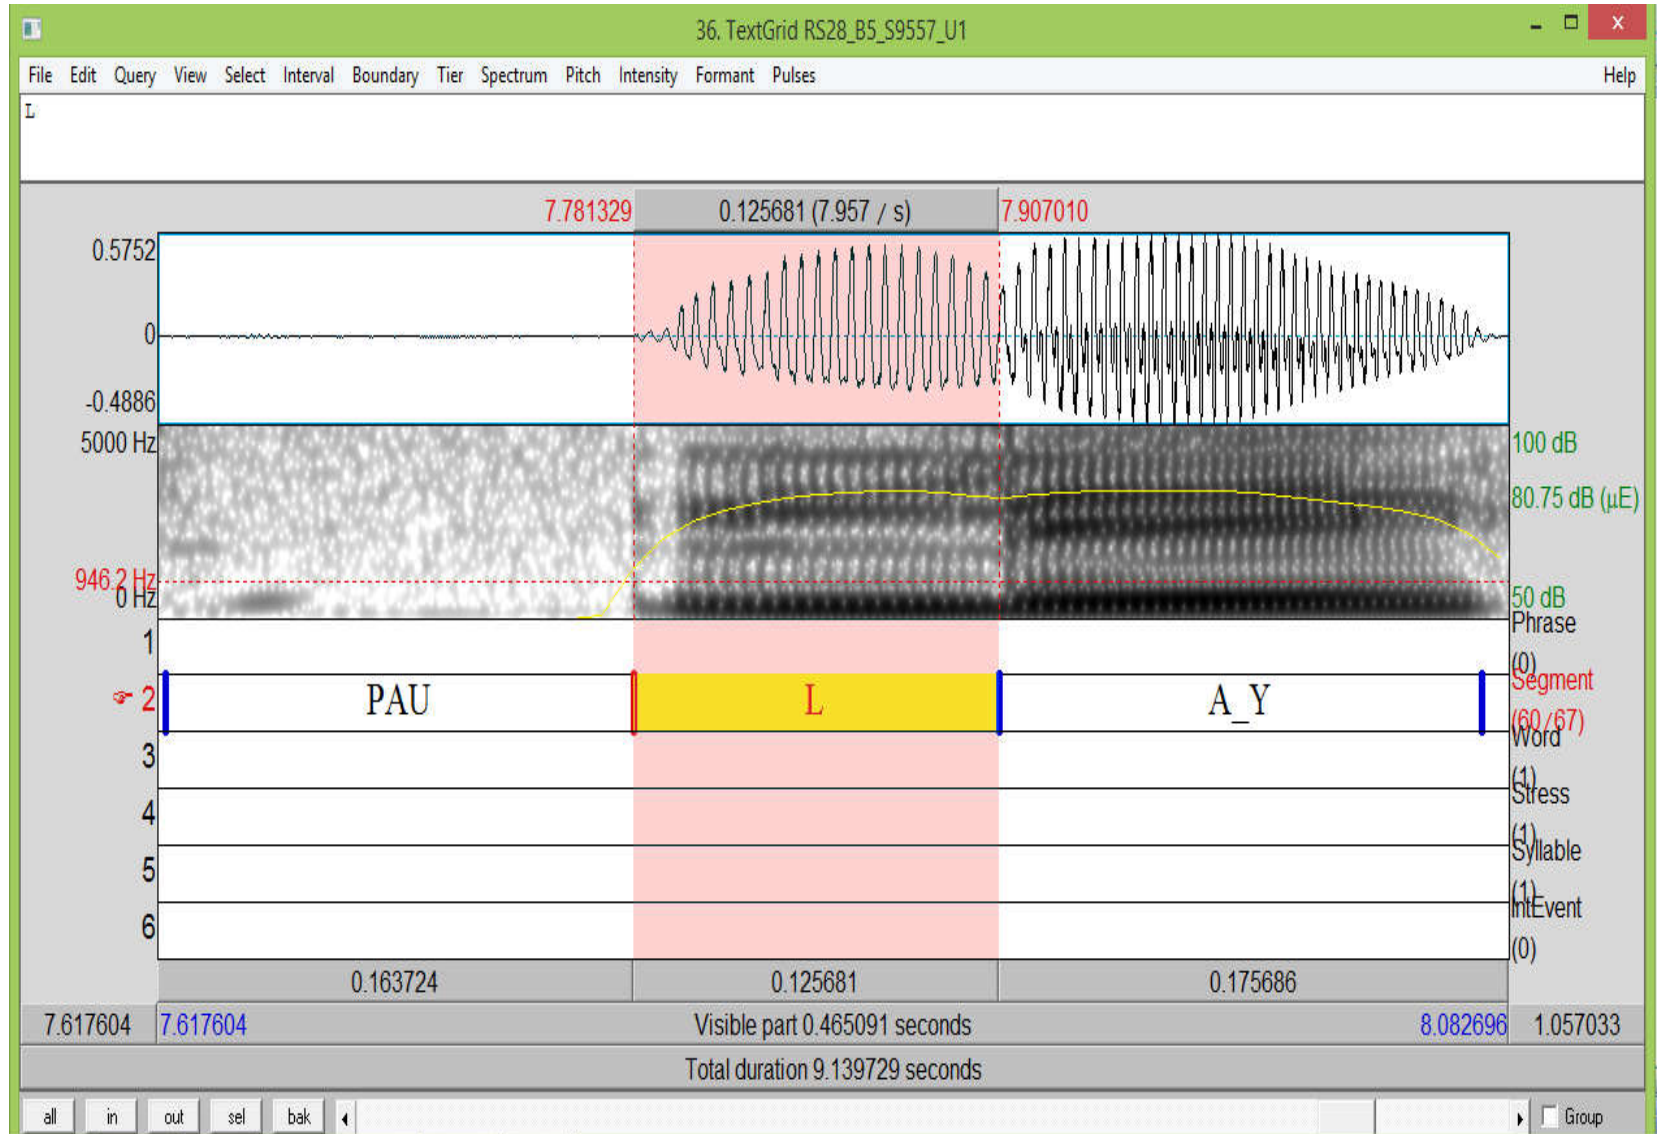 36. TextGrid RS28_B5_S9557_U1
File Edit Query View Select Interval Boundary Tier Spectrum Pitch Intensity Formant Pulses Help
L
7.781329 0.125681 (7.957 / s) 7.907010
0.5752
0
-0.4886
5000 Hz 100 dB
80.75 dB (µE)
946.2 Hz
0 Hz 50 dB
1 Phrase
(0)
☞ 2 PAU L A_Y Segment
(60/67)
3 Word
(1)
4 Stress
(1)
5 Syllable
(1)
6 IntEvent
(0)
0.163724 0.125681 0.175686
7.617604 7.617604 Visible part 0.465091 seconds 8.082696 1.057033
Total duration 9.139729 seconds
all in out sel bak Group